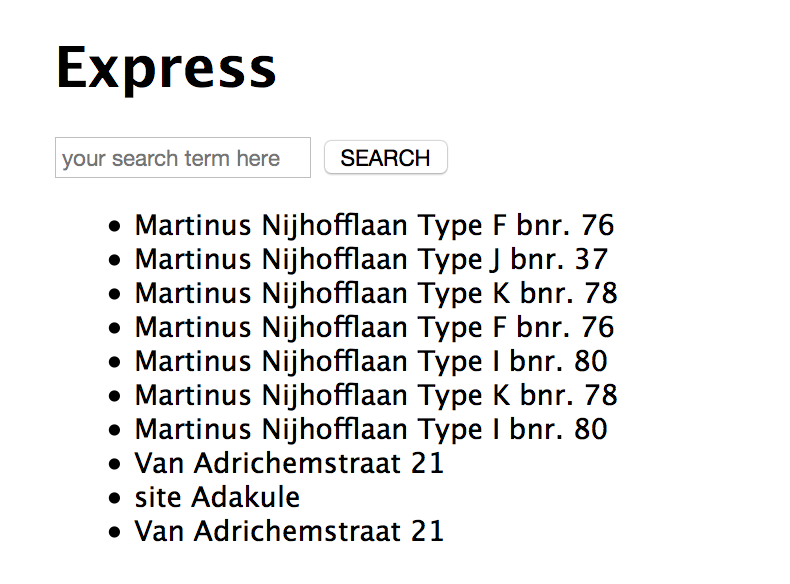 Express
your search term here SEARCH
Martinus Nijhofflaan Type F bnr. 76
Martinus Nijhofflaan Type J bnr. 37
Martinus Nijhofflaan Type K bnr. 78
Martinus Nijhofflaan Type F bnr. 76
Martinus Nijhofflaan Type I bnr. 80
Martinus Nijhofflaan Type K bnr. 78
Martinus Nijhofflaan Type I bnr. 80
Van Adrichemstraat 21
site Adakule
Van Adrichemstraat 21